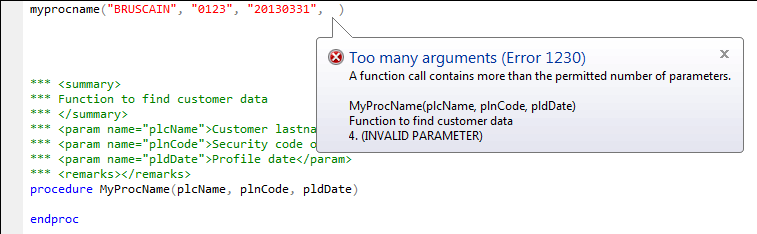 myprocname("BRUSCAIN", "0123", "20130331",  )
Too many arguments (Error 1230)
A function call contains more than the permitted number of parameters.
MyProcName(plcName, plnCode, pldDate)
Function to find customer data
4. (INVALID PARAMETER)
*** <summary>
*** Function to find customer data
*** </summary>
*** <param name="plcName">Customer lastna
*** <param name="plnCode">Security code o
*** <param name="pldDate">Profile date</param>
*** <remarks></remarks>
procedure MyProcName(plcName, plnCode, pldDate)
endproc